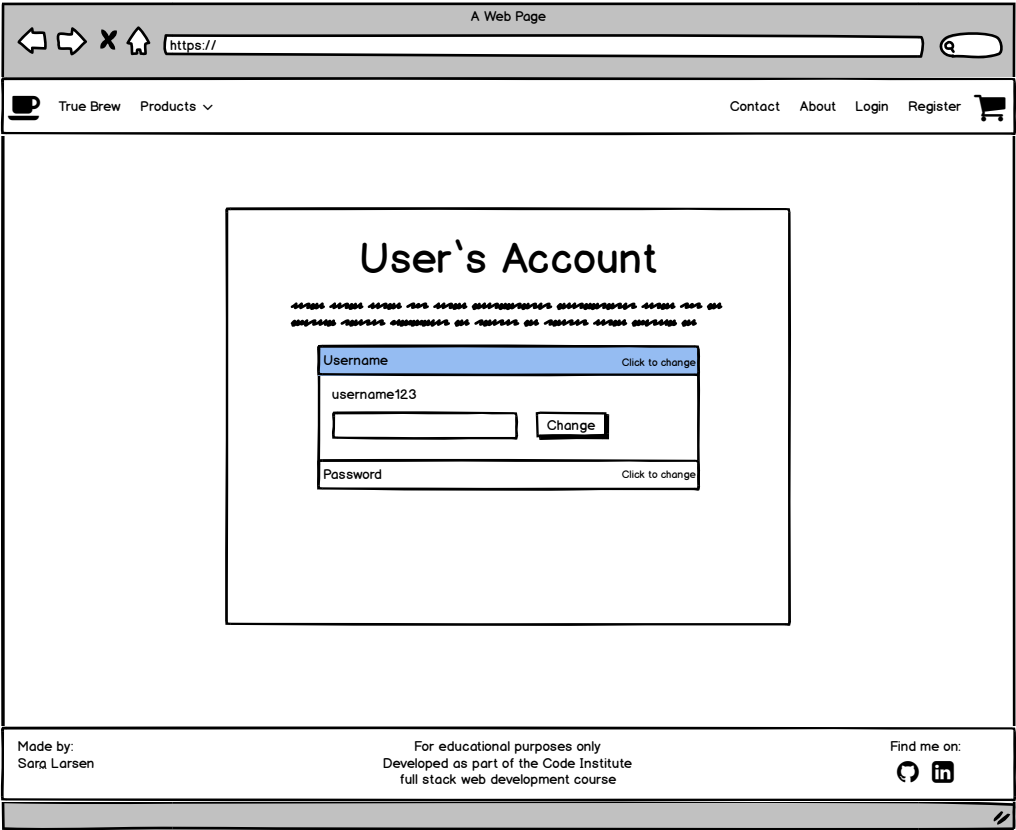 A Web Page
https://
True Brew Products Contact About Login Register
User`s Account
Username Click to change
username123
Change
Password Click to change
Made by:
Sara Larsen
For educational purposes only
Developed as part of the Code Institute
full stack web development course
Find me on:
in